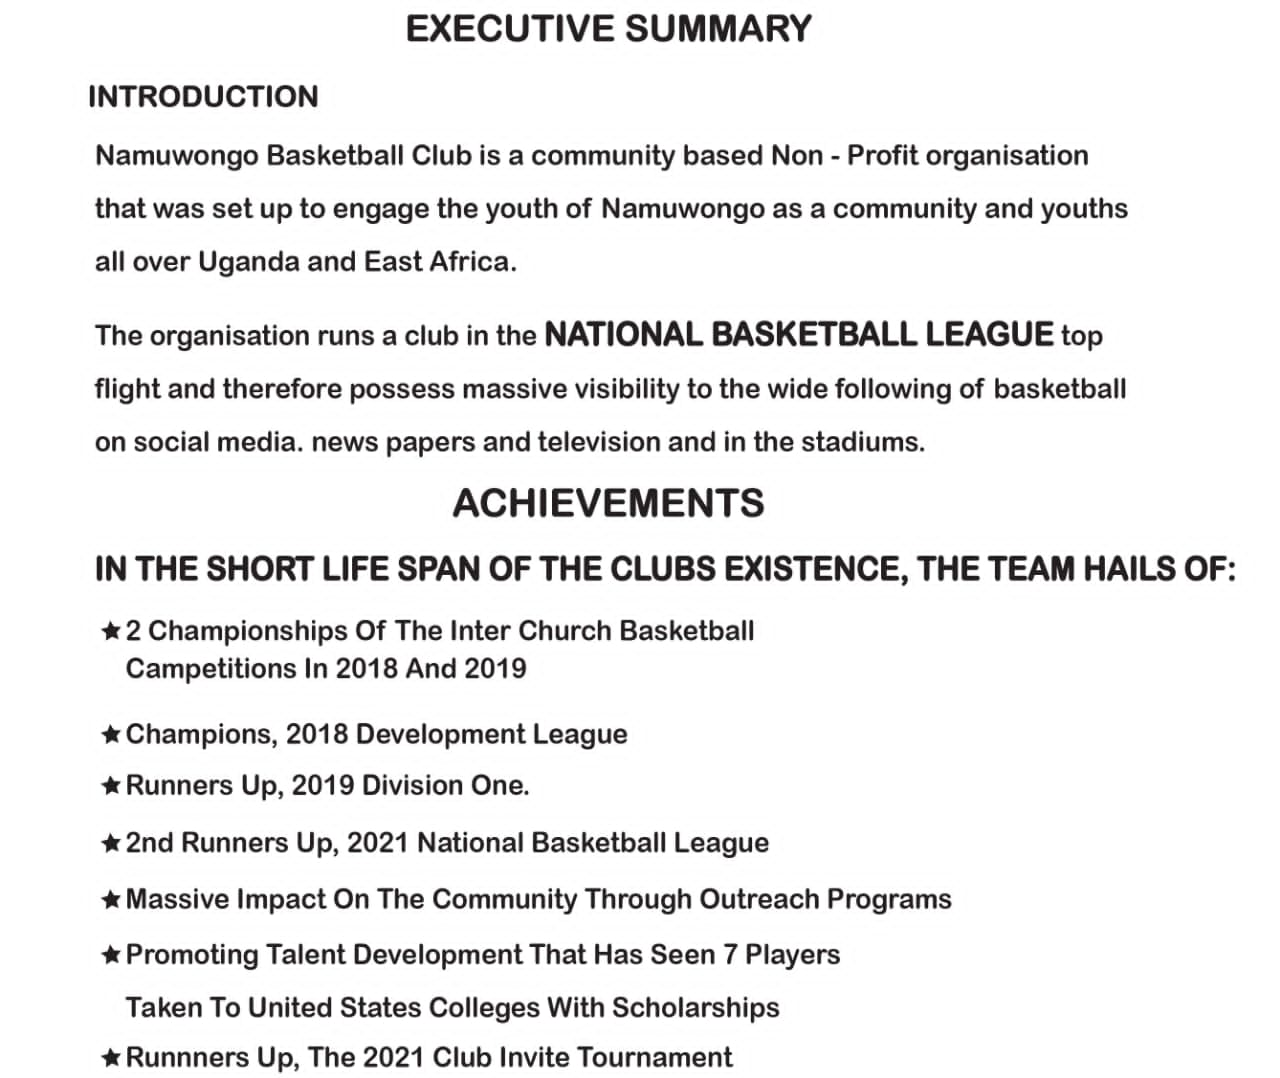 EXECUTIVE SUMMARY
INTRODUCTION
Namuwongo Basketball Club is a community based Non - Profit organisation
that was set up to engage the youth of Namuwongo as a community and youths
all over Uganda and East Africa.
The organisation runs a club in the NATIONAL BASKETBALL LEAGUE top
flight and therefore possess massive visibility to the wide following of basketball
on social media. news papers and television and in the stadiums.
ACHIEVEMENTS
IN THE SHORT LIFE SPAN OF THE CLUBS EXISTENCE, THE TEAM HAILS OF:
★ 2 Championships Of The Inter Church Basketball
Campetitions In 2018 And 2019
★ Champions, 2018 Development League
★ Runners Up, 2019 Division One.
★ 2nd Runners Up, 2021 National Basketball League
★ Massive Impact On The Community Through Outreach Programs
★ Promoting Talent Development That Has Seen 7 Players
Taken To United States Colleges With Scholarships
★ Runnners Up, The 2021 Club Invite Tournament